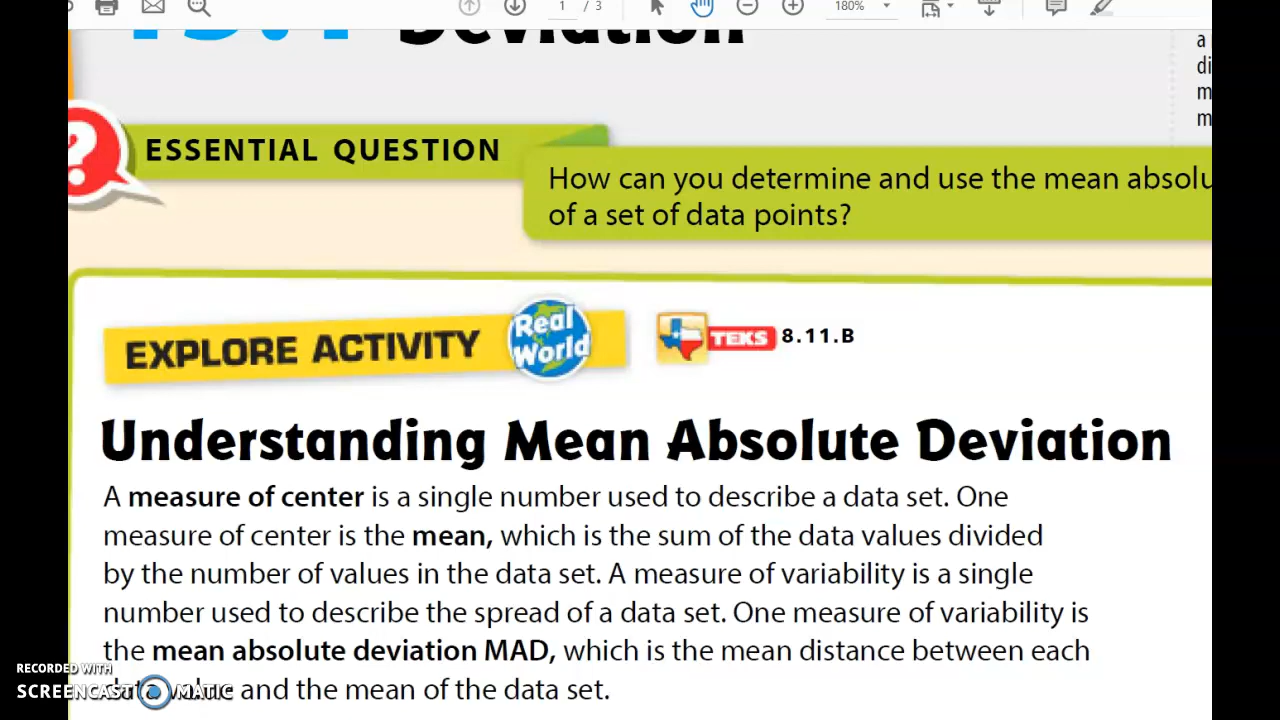 1 / 3
180%
Deviation
a
di
m
m
ESSENTIAL QUESTION
How can you determine and use the mean absolu
of a set of data points?
EXPLORE ACTIVITY
Real
World
TEKS 8.11.B
Understanding Mean Absolute Deviation
A measure of center is a single number used to describe a data set. One
measure of center is the mean, which is the sum of the data values divided
by the number of values in the data set. A measure of variability is a single
number used to describe the spread of a data set. One measure of variability is
the mean absolute deviation MAD, which is the mean distance between each
data value and the mean of the data set.
RECORDED WITH
SCREENCAST MATIC